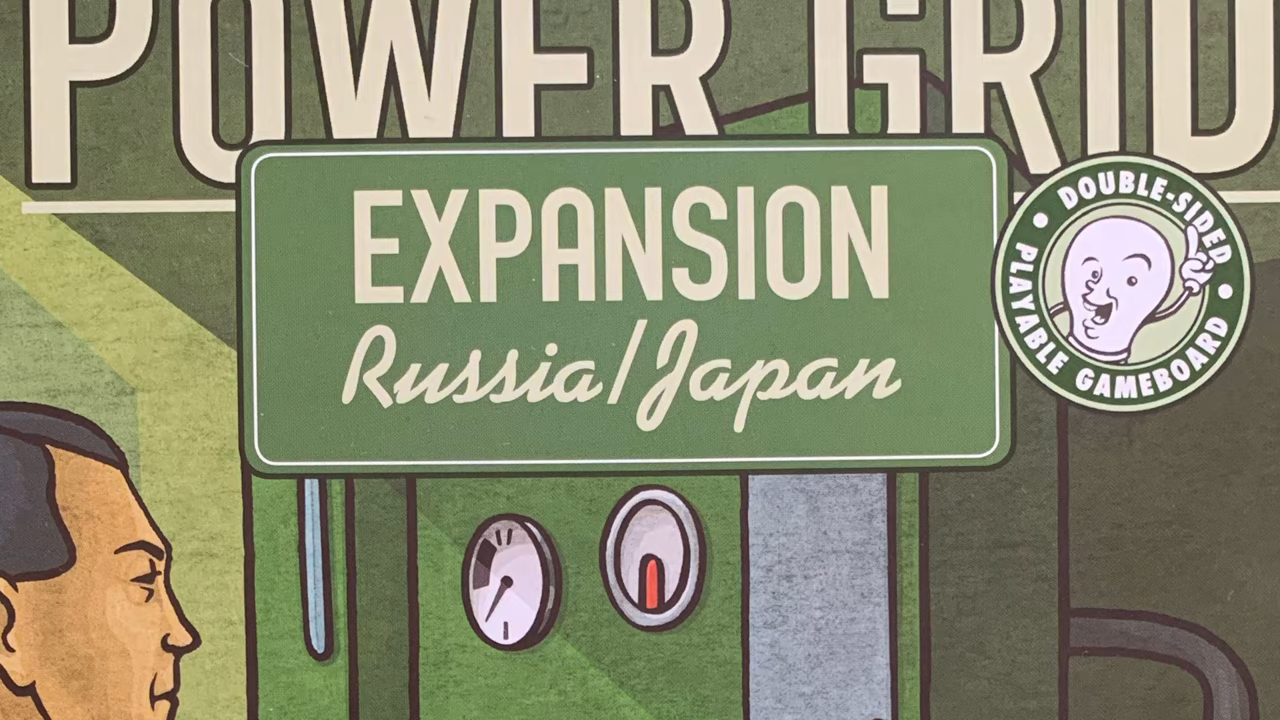 POWER GRID
EXPANSION
Russia/Japan
DOUBLE-SIDED
PLAYABLE GAMEBOARD